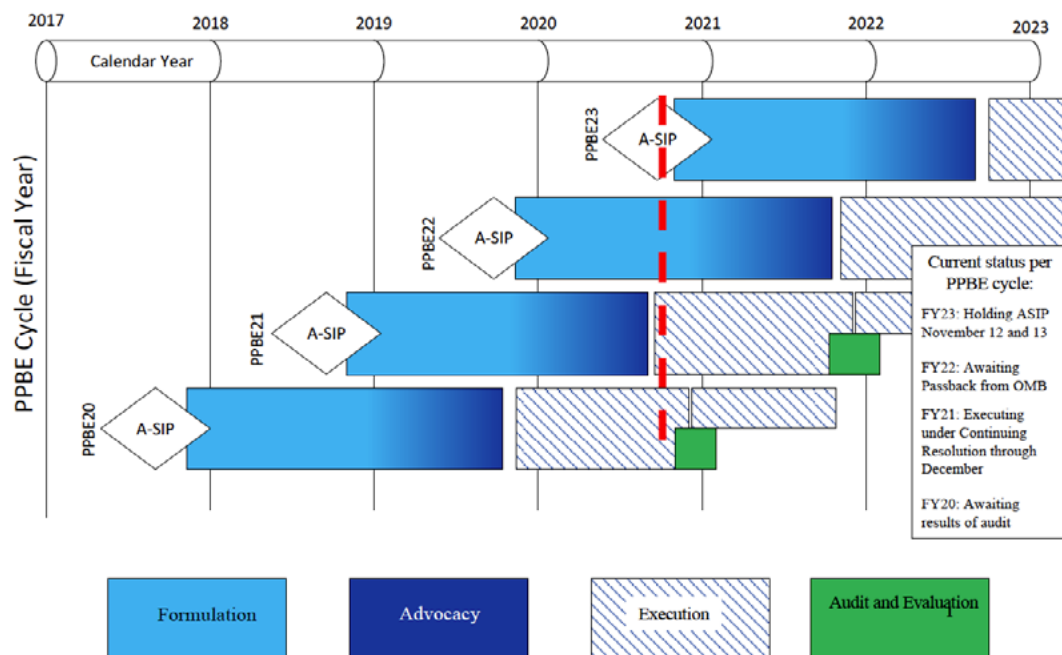 2017 2018 2019 2020 2021 2022 2023
Calendar Year
PPBE Cycle (Fiscal Year)
PPBE23
A-SIP
PPBE22
A-SIP
PPBE21
A-SIP
PPBE20
A-SIP
Current status per
PPBE cycle:
FY23: Holding ASIP
November 12 and 13
FY22: Awaiting
Passback from OMB
FY21: Executing
under Continuing
Resolution through
December
FY20: Awaiting
results of audit
Formulation
Advocacy
Execution
Audit and Evaluation
1